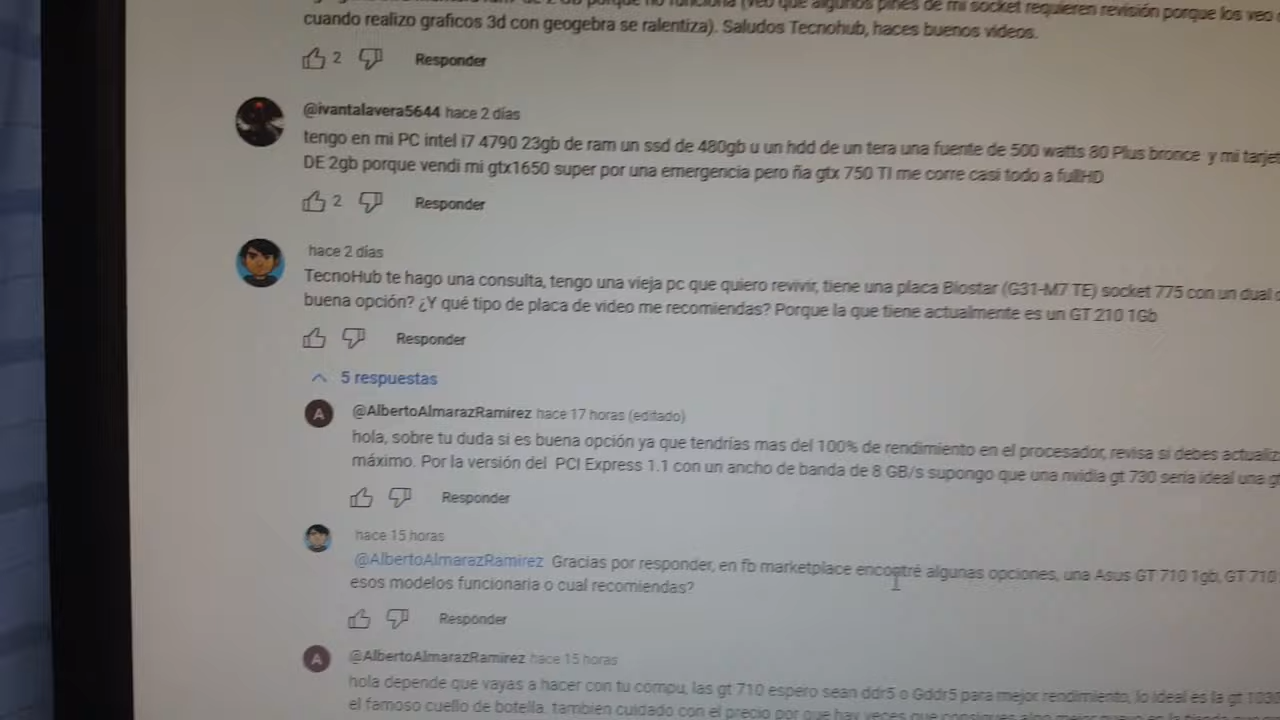 cuando realizo graficos 3d con geogebra se ralentiza). Saludos Tecnohub, haces buenos videos.
2 Responder
@ivantalavera5644 hace 2 días
tengo en mi PC intel i7 4790 23gb de ram un ssd de 480gb u un hdd de un tera una fuente de 500 watts 80 Plus bronce y mi tarjet
DE 2gb porque vendi mi gtx1650 super por una emergencia pero ña gtx 750 TI me corre casi todo a fullHD
2 Responder
hace 2 días
TecnoHub te hago una consulta, tengo una vieja pc que quiero revivir, tiene una placa Biostar (G31-M7 TE) socket 775 con un dual
buena opción? ¿Y qué tipo de placa de video me recomiendas? Porque la que tiene actualmente es un GT 210 1Gb
Responder
5 respuestas
A @AlbertoAlmarazRamirez hace 17 horas (editado)
hola, sobre tu duda si es buena opción ya que tendrías mas del 100% de rendimiento en el procesador, revisa si debes actualiz
máximo. Por la versión del PCI Express 1.1 con un ancho de banda de 8 GB/s supongo que una nvidia gt 730 seria ideal una g
Responder
hace 15 horas
@AlbertoAlmarazRamirez Gracias por responder, en fb marketplace encontré algunas opciones, una Asus GT 710 1gb, GT 710
esos modelos funcionaria o cual recomiendas?
Responder
A @AlbertoAlmarazRamirez hace 15 horas
hola depende que vayas a hacer con tu compu, las gt 710 espero sean ddr5 o Gddr5 para mejor rendimiento, lo ideal es la gt 1030
el famoso cuello de botella. tambien cuidado con el precio por que hay veces que